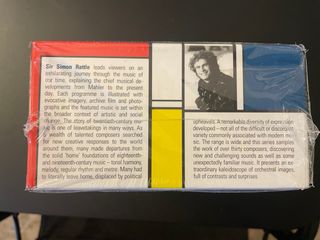 Sir Simon Rattle leads viewers on an
exhilarating journey through the music of
our time, explaining the chief musical de-
velopments from Mahler to the present
day. Each programme is illustrated with
evocative imagery, archive film and photo-
graphs and the featured music is set within
the broader context of artistic and social
change. The story of twentieth-century mu-
sic is one of leavetakings in many ways. As
a wealth of talented composers searched
for new creative responses to the world
around them, many made departures from
the solid 'home' foundations of eighteenth-
and nineteenth-century music – tonal harmony,
melody, regular rhythm and metre. Many had
to literally leave home, displaced by political
upheavels. A remarkable diversity of expression
developed – not all of the difficult or discordant
variety commonly associated with modern mu-
sic. The range is wide and this series samples
the work of over thirty composers, discovering
new and challenging sounds as well as some
unexpectedly familiar music. It presents an ex-
traordinary kaleidoscope of orchestral images,
full of contrasts and surprises.